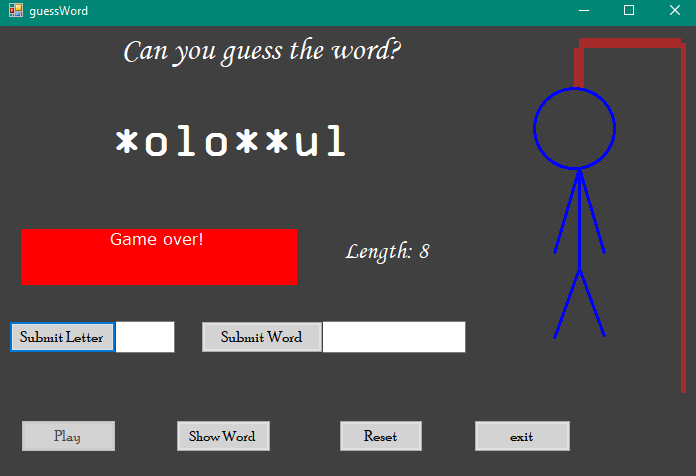 guessWord
Can you guess the word?
*olo**ul
Game over!
Length: 8
Submit Letter
Submit Word
Play
Show Word
Reset
exit